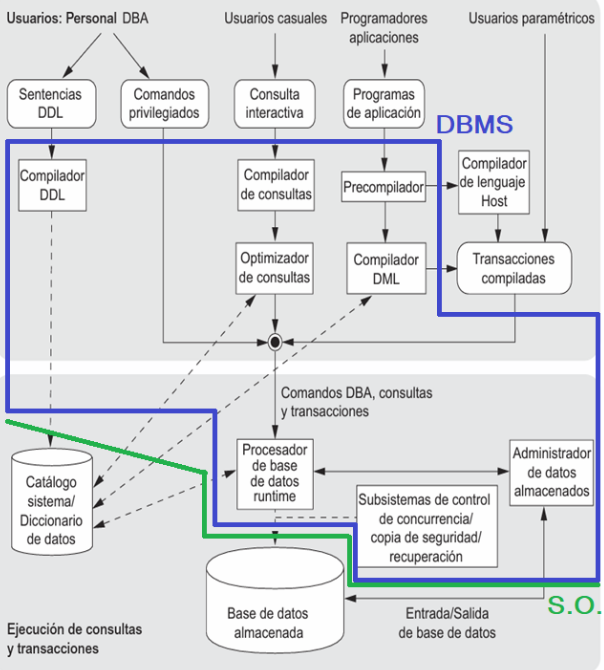 Usuarios: Personal DBA
Usuarios casuales
Programadores
aplicaciones
Usuarios paramétricos
Sentencias
DDL
Comandos
privilegiados
Consulta
interactiva
Programas
de aplicación
DBMS
Compilador
DDL
Compilador
de consultas
Precompilador
Compilador
de lenguaje
Host
Optimizador
de consultas
Compilador
DML
Transacciones
compiladas
Comandos DBA, consultas
y transacciones
Catálogo
sistema/
Diccionario
de datos
Procesador
de base
de datos
runtime
Administrador
de datos
almacenados
Subsistemas de control
de concurrencia/
copia de seguridad/
recuperación
S.O.
Base de datos
almacenada
Entrada/Salida
de base de datos
Ejecución de consultas
y transacciones